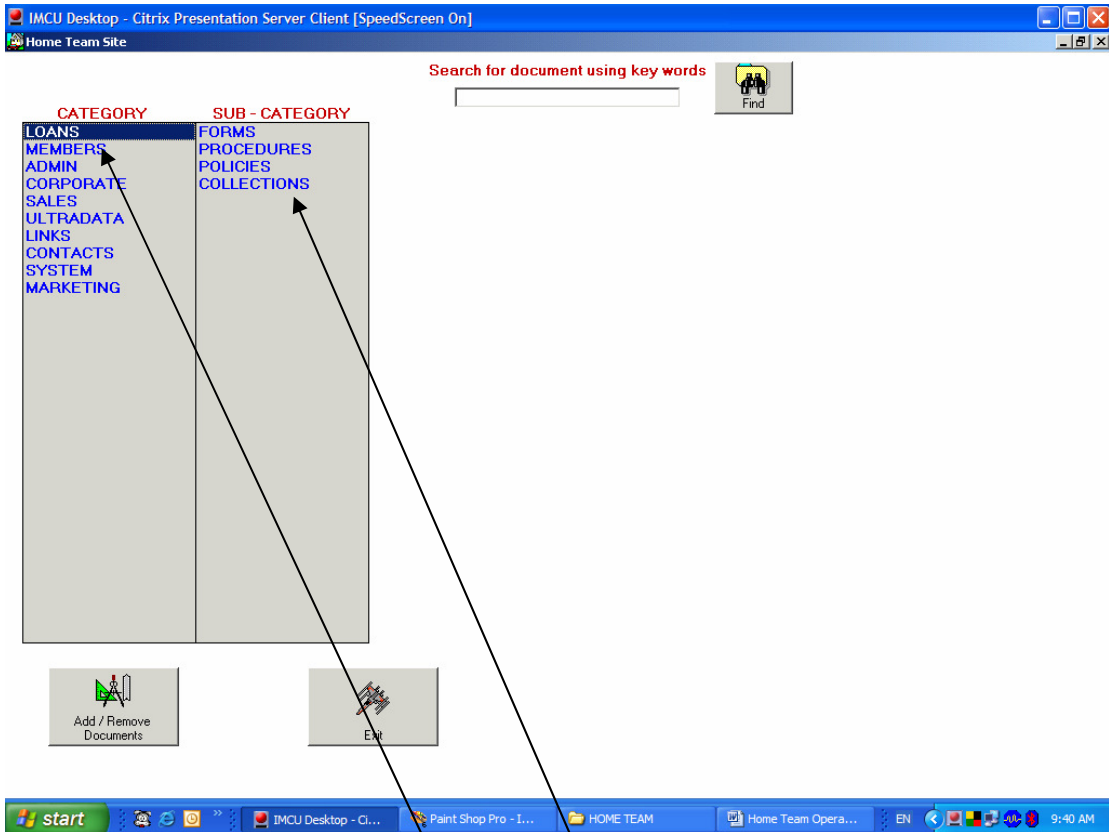 IMCU Desktop - Citrix Presentation Server Client [SpeedScreen On]
Home Team Site
Search for document using key words
Find
CATEGORY
SUB - CATEGORY
LOANS
MEMBERS
ADMIN
CORPORATE
SALES
ULTRADATA
LINKS
CONTACTS
SYSTEM
MARKETING
FORMS
PROCEDURES
POLICIES
COLLECTIONS
Add / Remove
Documents
Exit
start
IMCU Desktop - Ci...
Paint Shop Pro - I...
HOME TEAM
Home Team Opera...
EN
9:40 AM